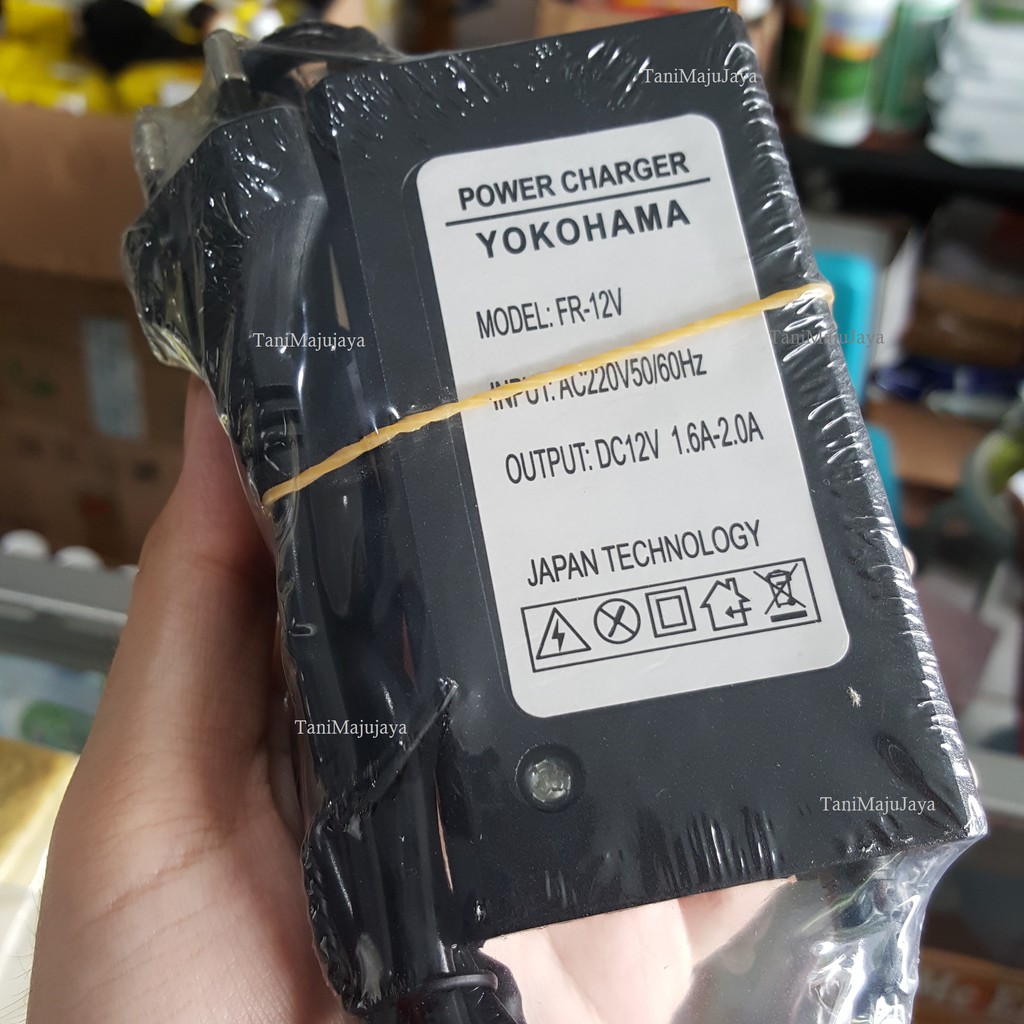 TaniMajuJaya
POWER CHARGER
YOKOHAMA
MODEL: FR-12V
TaniMajujaya
TaniMajuJaya
INPUT: AC220V50/60Hz
OUTPUT: DC12V 1.6A-2.0A
JAPAN TECHNOLOGY
TaniMajujaya
TaniMajuJaya